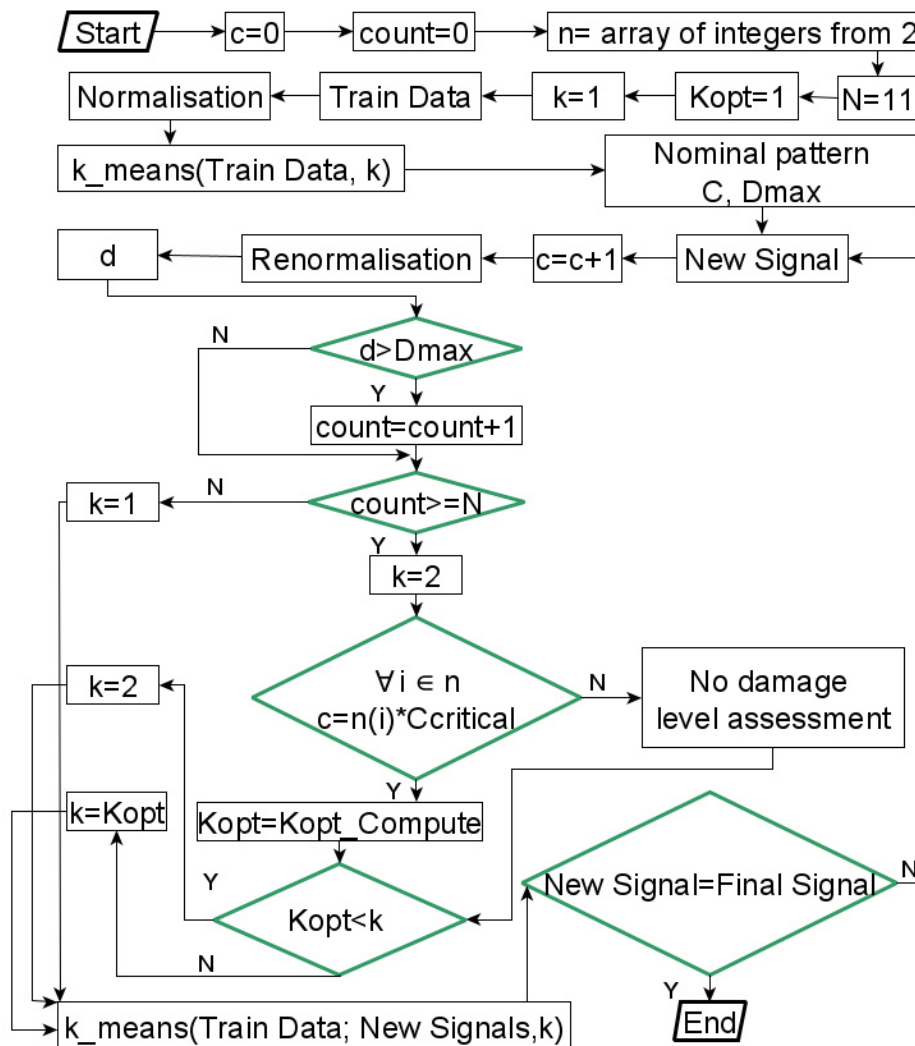 Start
c=0
count=0
n= array of integers from 2
Normalisation
Train Data
k=1
Kopt=1
N=11
k_means(Train Data, k)
Nominal pattern
C, Dmax
d
Renormalisation
c=c+1
New Signal
N
d>Dmax
Y
count=count+1
k=1
N
count>=N
Y
k=2
k=2
∀ i ∈ n
c=n(i)*Ccritical
N
No damage
level assessment
Y
k=Kopt
Kopt=Kopt_Compute
Y
Kopt<k
New Signal=Final Signal
N
N
Y
k_means(Train Data; New Signals,k)
End